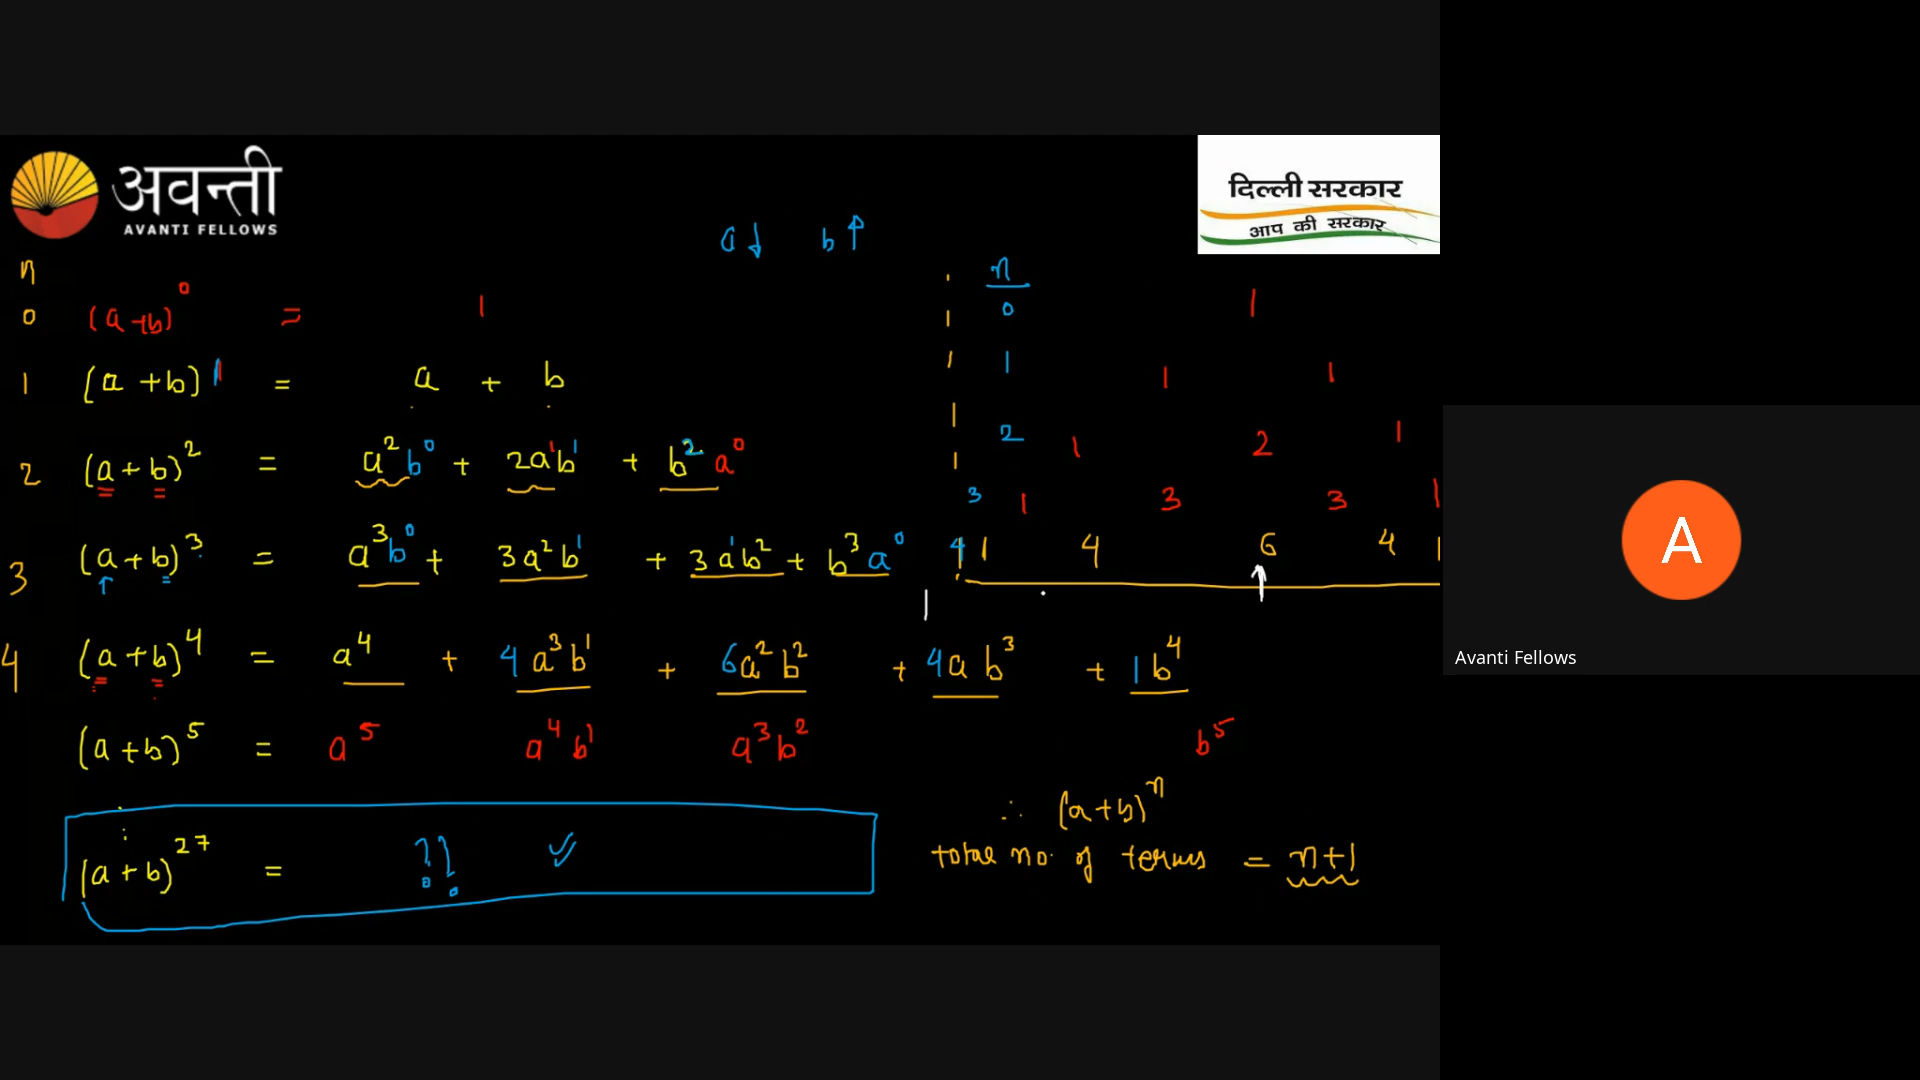 अवन्ती
AVANTI FELLOWS
दिल्ली सरकार
आप की सरकार
a↓ b↑
n
0 (a+b)⁰ = 1
1 (a+b)¹ = a + b
2 (a+b)² = a²b⁰ + 2a¹b¹ + b²a⁰
3 (a+b)³ = a³b⁰ + 3a²b¹ + 3a¹b² + b³a⁰
4 (a+b)⁴ = a⁴ + 4a³b¹ + 6a²b² + 4ab³ + 1b⁴
(a+b)⁵ = a⁵ a⁴b¹ a³b² b⁵
(a+b)²⁷ = ??
n
0 1
1 1 1
2 1 2 1
3 1 3 3 1
4 1 4 6 4 1
1
∴ (a+b)ⁿ
total no. of terms = n+1
A
Avanti Fellows